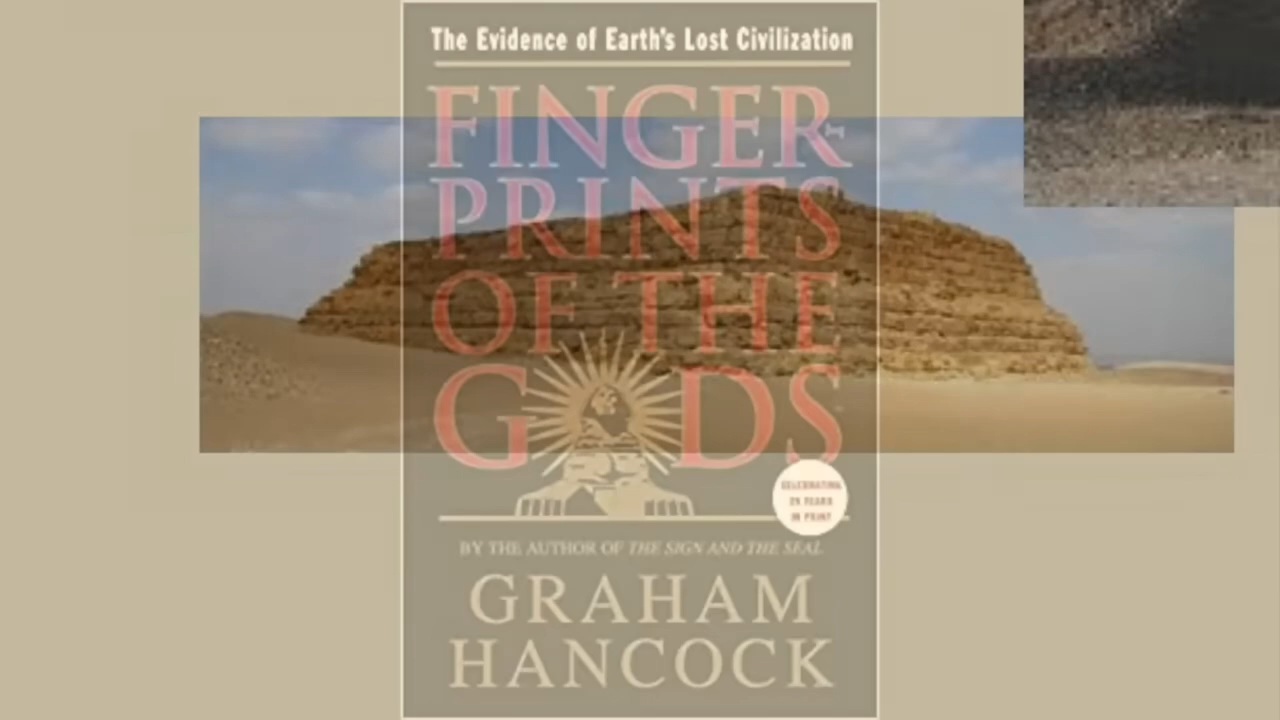 The Evidence of Earth's Lost Civilization
FINGER-
PRINTS
OF THE
GODS
CELEBRATING
25 YEARS
IN PRINT
BY THE AUTHOR OF THE SIGN AND THE SEAL
GRAHAM
HANCOCK